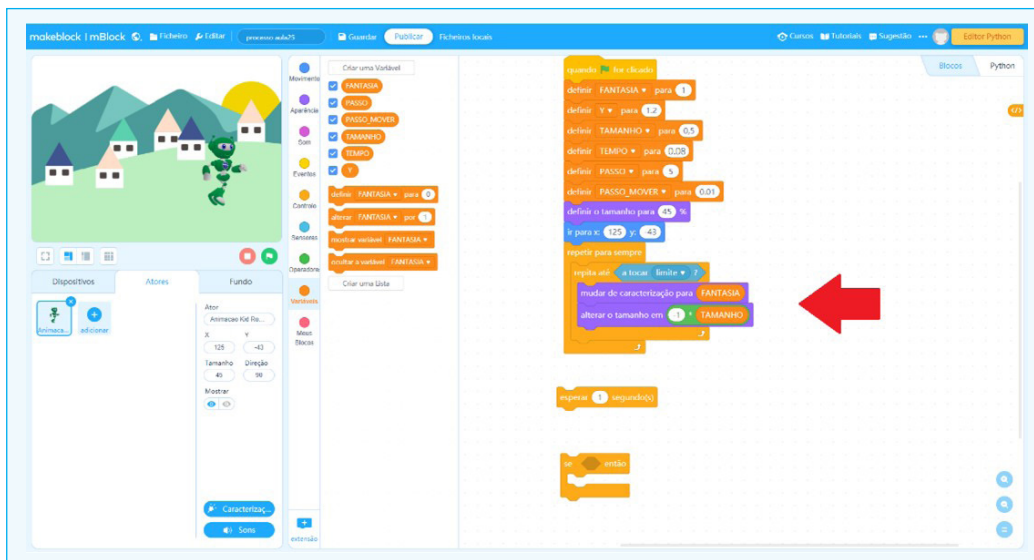 makeblock | mBlock Ficheiro Editar processo aula25 Guardar Publicar Ficheiros locais Cursos Tutoriais Sugestão Editor Python
Blocos Python
Movimento
Aparência
Som
Eventos
Controlo
Sensores
Operadores
Variáveis
Meus
Blocos
extensão
Criar uma Variável
FANTASIA
PASSO
PASSO_MOVER
TAMANHO
TEMPO
Y
definir FANTASIA para 0
alterar FANTASIA por 1
mostrar variável FANTASIA
ocultar a variável FANTASIA
Criar uma Lista
quando for clicado
definir FANTASIA para 1
definir Y para 1.2
definir TAMANHO para 0,5
definir TEMPO para 0.08
definir PASSO para 5
definir PASSO_MOVER para 0.01
definir o tamanho para 45 %
ir para x: 125 y: -43
repetir para sempre
repita até a tocar limite ?
mudar de caracterização para FANTASIA
alterar o tamanho em -1 * TAMANHO
esperar 1 segundo(s)
se então
Dispositivos Atores Fundo
Animaca...
adicionar
Ator
Animacao Kid Ro...
X Y
125 -43
Tamanho Direção
45 90
Mostrar
Caracterizaç...
Sons